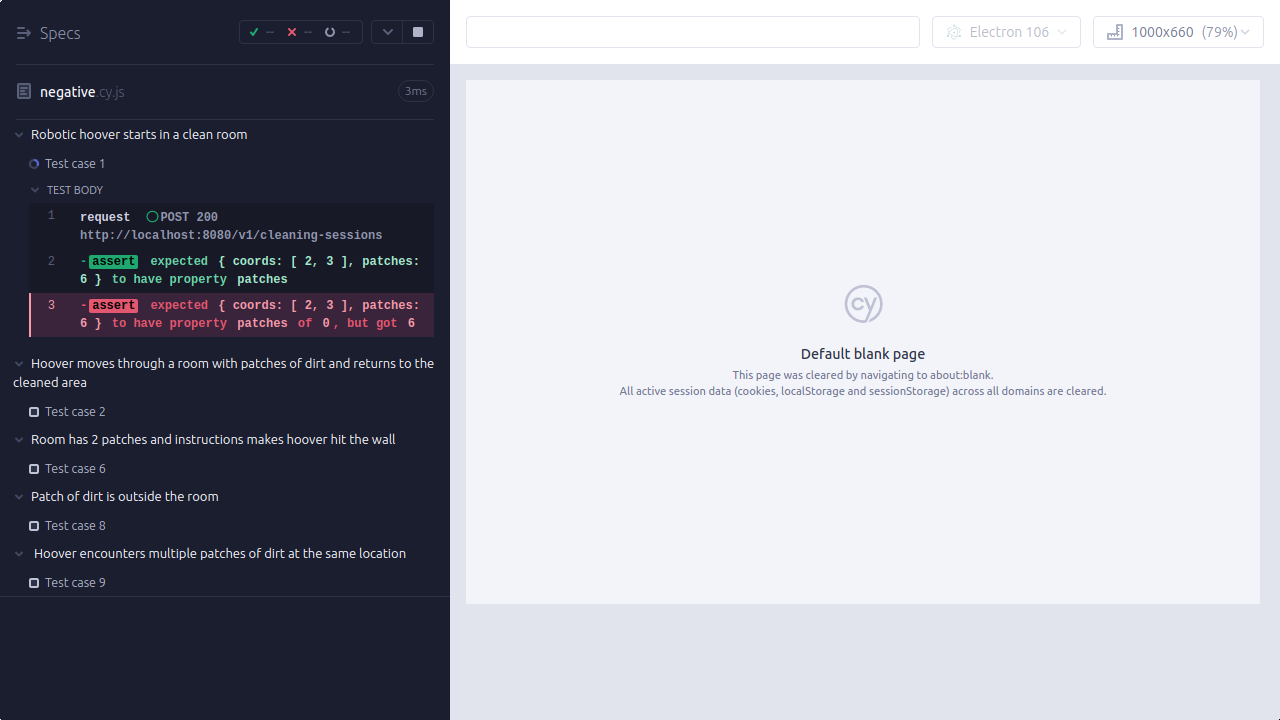 Specs
-- -- --
Electron 106
1000x660 (79%)
negative.cy.js
3ms
Robotic hoover starts in a clean room
Test case 1
TEST BODY
1 request POST 200
http://localhost:8080/v1/cleaning-sessions
2 -assert expected { coords: [ 2, 3 ], patches:
6 } to have property patches
3 -assert expected { coords: [ 2, 3 ], patches:
6 } to have property patches of 0, but got 6
Hoover moves through a room with patches of dirt and returns to the
cleaned area
Test case 2
Room has 2 patches and instructions makes hoover hit the wall
Test case 6
Patch of dirt is outside the room
Test case 8
Hoover encounters multiple patches of dirt at the same location
Test case 9
cy
Default blank page
This page was cleared by navigating to about:blank.
All active session data (cookies, localStorage and sessionStorage) across all domains are cleared.